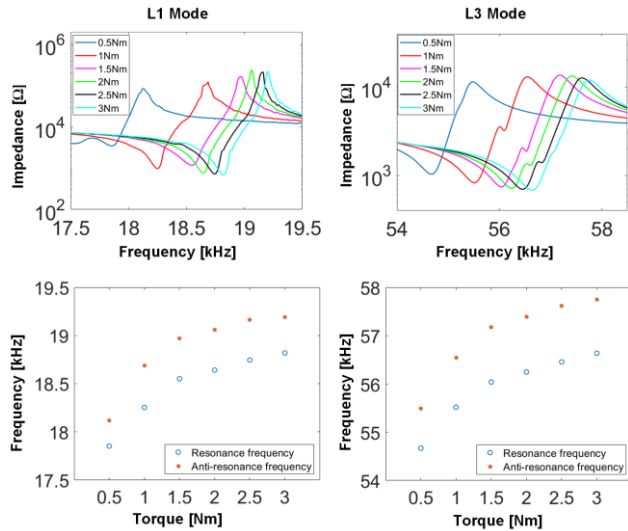 L1 Mode
10^6
10^4
10^2
Impedance [Ω]
0.5Nm
1Nm
1.5Nm
2Nm
2.5Nm
3Nm
17.5 18 18.5 19 19.5
Frequency [kHz]
L3 Mode
10^4
10^3
Impedance [Ω]
0.5Nm
1Nm
1.5Nm
2Nm
2.5Nm
3Nm
54 56 58
Frequency [kHz]
19.5
19
18.5
18
17.5
Frequency [kHz]
Resonance frequency
Anti-resonance frequency
0.5 1 1.5 2 2.5 3
Torque [Nm]
58
57
56
55
54
Frequency [kHz]
Resonance frequency
Anti-resonance frequency
0.5 1 1.5 2 2.5 3
Torque [Nm]